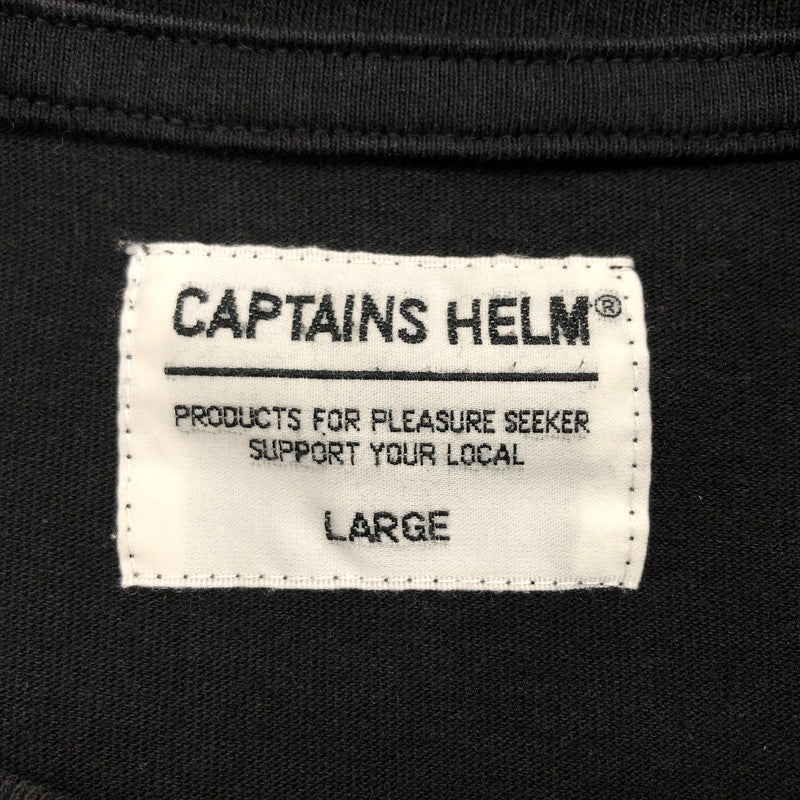 CAPTAINS HELM®
PRODUCTS FOR PLEASURE SEEKER
SUPPORT YOUR LOCAL
LARGE